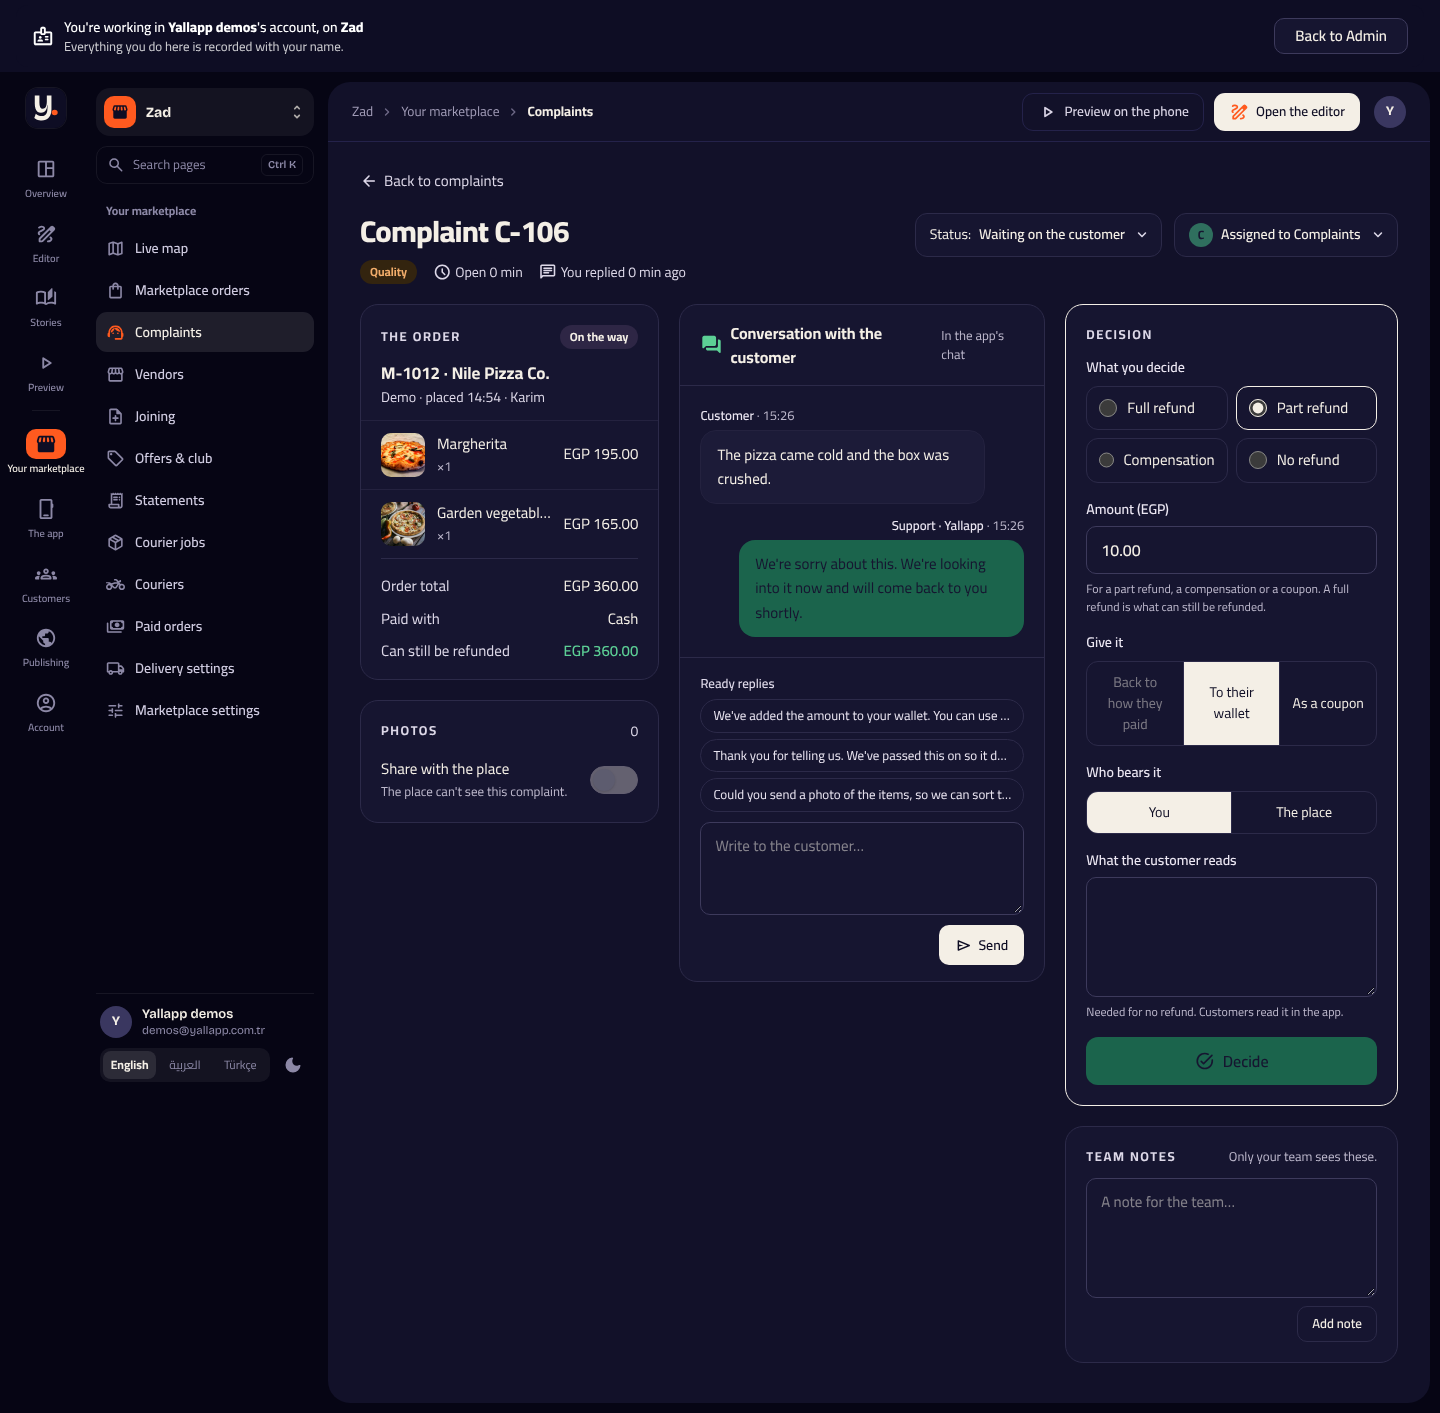 You're working in Yallapp demos's account, on Zad
Everything you do here is recorded with your name.
Back to Admin
y.
Overview
Editor
Stories
Preview
Your marketplace
The app
Customers
Publishing
Account
Zad
Search pages
Ctrl K
Your marketplace
Live map
Marketplace orders
Complaints
Vendors
Joining
Offers & club
Statements
Courier jobs
Couriers
Paid orders
Delivery settings
Marketplace settings
Y
Yallapp demos
demos@yallapp.com.tr
English
العربية
Türkçe
Zad
Your marketplace
Complaints
Preview on the phone
Open the editor
Y
Back to complaints
Complaint C-106
Status: Waiting on the customer
C
Assigned to Complaints
Quality
Open 0 min
You replied 0 min ago
THE ORDER
On the way
M-1012 · Nile Pizza Co.
Demo · placed 14:54 · Karim
Margherita
×1
EGP 195.00
Garden vegetabl...
×1
EGP 165.00
Order total
EGP 360.00
Paid with
Cash
Can still be refunded
EGP 360.00
PHOTOS
0
Share with the place
The place can't see this complaint.
Conversation with the
customer
In the app's
chat
Customer · 15:26
The pizza came cold and the box was
crushed.
Support · Yallapp · 15:26
We're sorry about this. We're looking
into it now and will come back to you
shortly.
Ready replies
We've added the amount to your wallet. You can use ...
Thank you for telling us. We've passed this on so it d...
Could you send a photo of the items, so we can sort t...
Write to the customer...
Send
DECISION
What you decide
Full refund
Part refund
Compensation
No refund
Amount (EGP)
10.00
For a part refund, a compensation or a coupon. A full
refund is what can still be refunded.
Give it
Back to
how they
paid
To their
wallet
As a coupon
Who bears it
You
The place
What the customer reads
Needed for no refund. Customers read it in the app.
Decide
TEAM NOTES
Only your team sees these.
A note for the team...
Add note